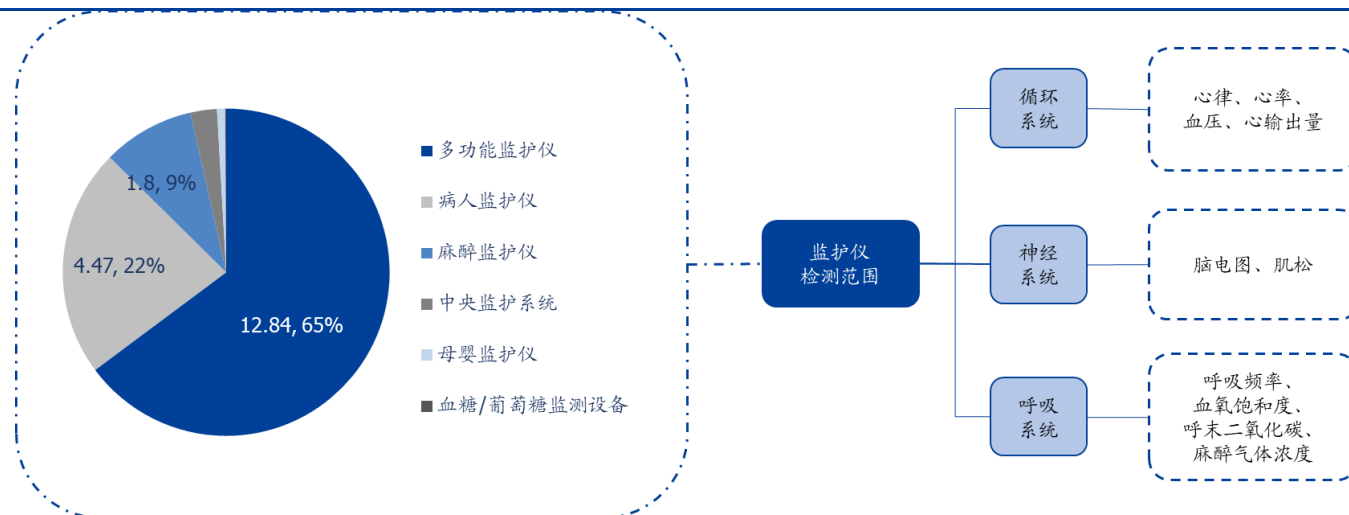 1.8, 9%
4.47, 22%
12.84, 65%
多功能监护仪
病人监护仪
麻醉监护仪
中央监护系统
母婴监护仪
血糖/葡萄糖监测设备
监护仪
检测范围
循环
系统
心律、心率、
血压、心输出量
神经
系统
脑电图、肌松
呼吸
系统
呼吸频率、
血氧饱和度、
呼末二氧化碳、
麻醉气体浓度